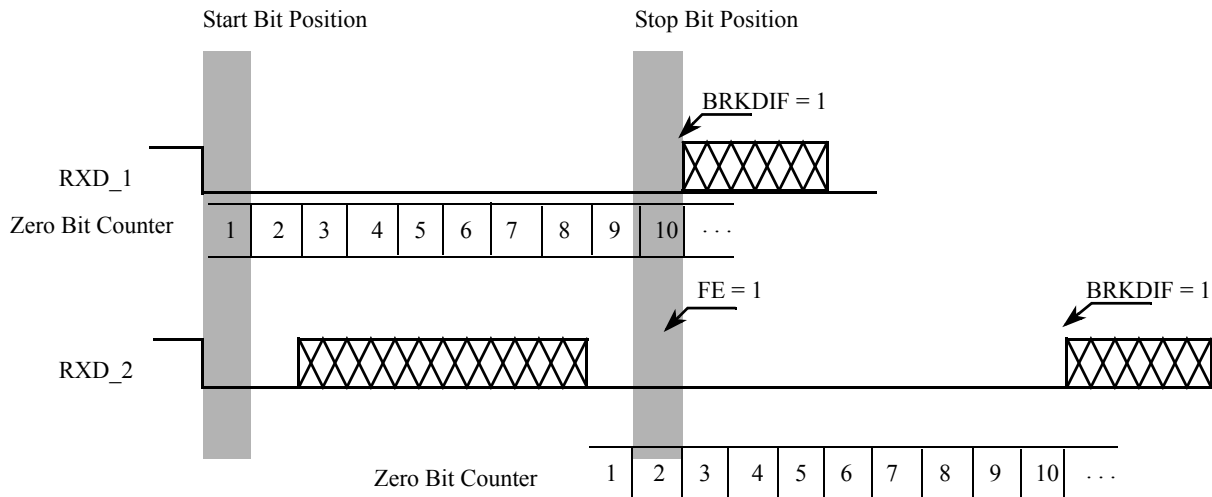 Start Bit Position
Stop Bit Position
BRKDIF = 1
RXD_1
Zero Bit Counter
1 2 3 4 5 6 7 8 9 10 . . .
FE = 1
BRKDIF = 1
RXD_2
Zero Bit Counter
1 2 3 4 5 6 7 8 9 10 . . .